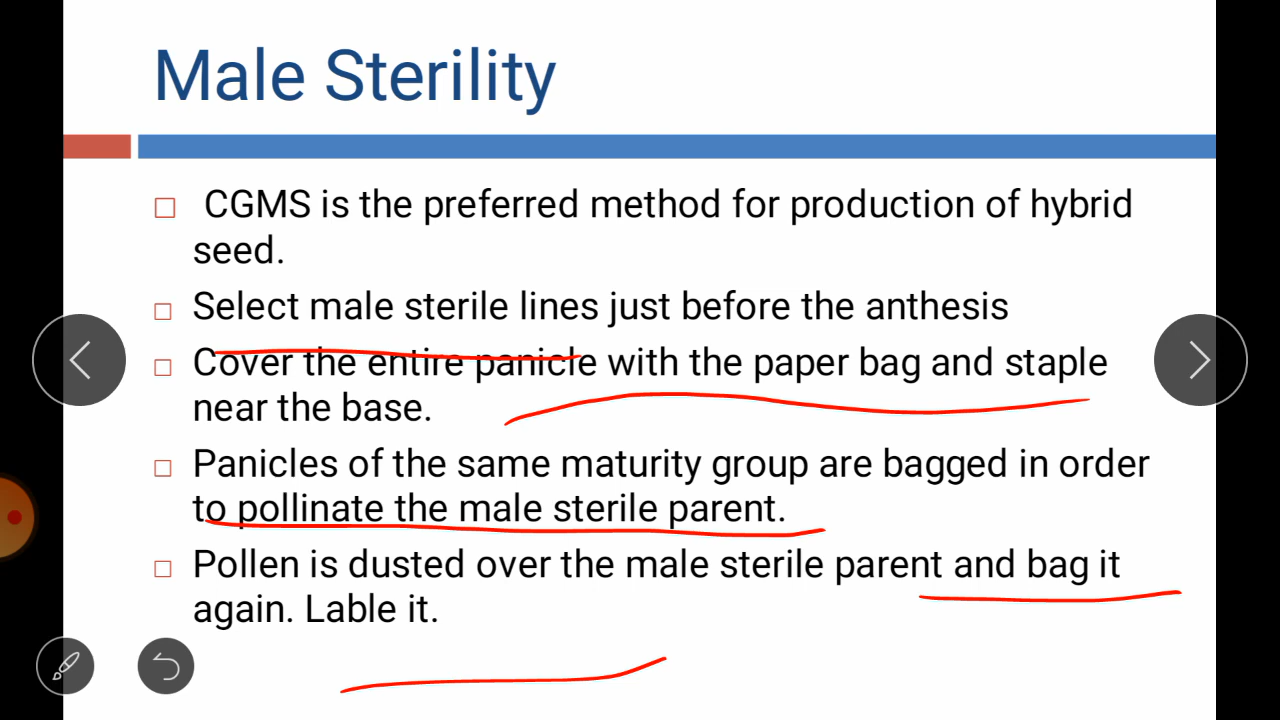 Male Sterility
CGMS is the preferred method for production of hybrid
seed.
Select male sterile lines just before the anthesis
Cover the entire panicle with the paper bag and staple
near the base.
Panicles of the same maturity group are bagged in order
to pollinate the male sterile parent.
Pollen is dusted over the male sterile parent and bag it
again. Lable it.